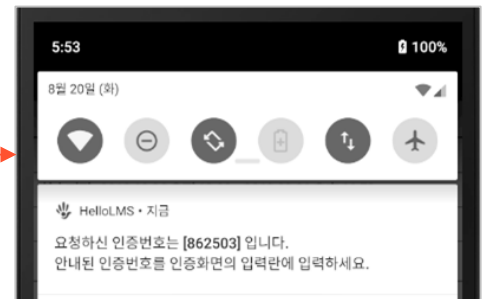 5:53
100%
8월 20일 (화)
HelloLMS • 지금
요청하신 인증번호는 [862503] 입니다.
안내된 인증번호를 인증화면의 입력란에 입력하세요.